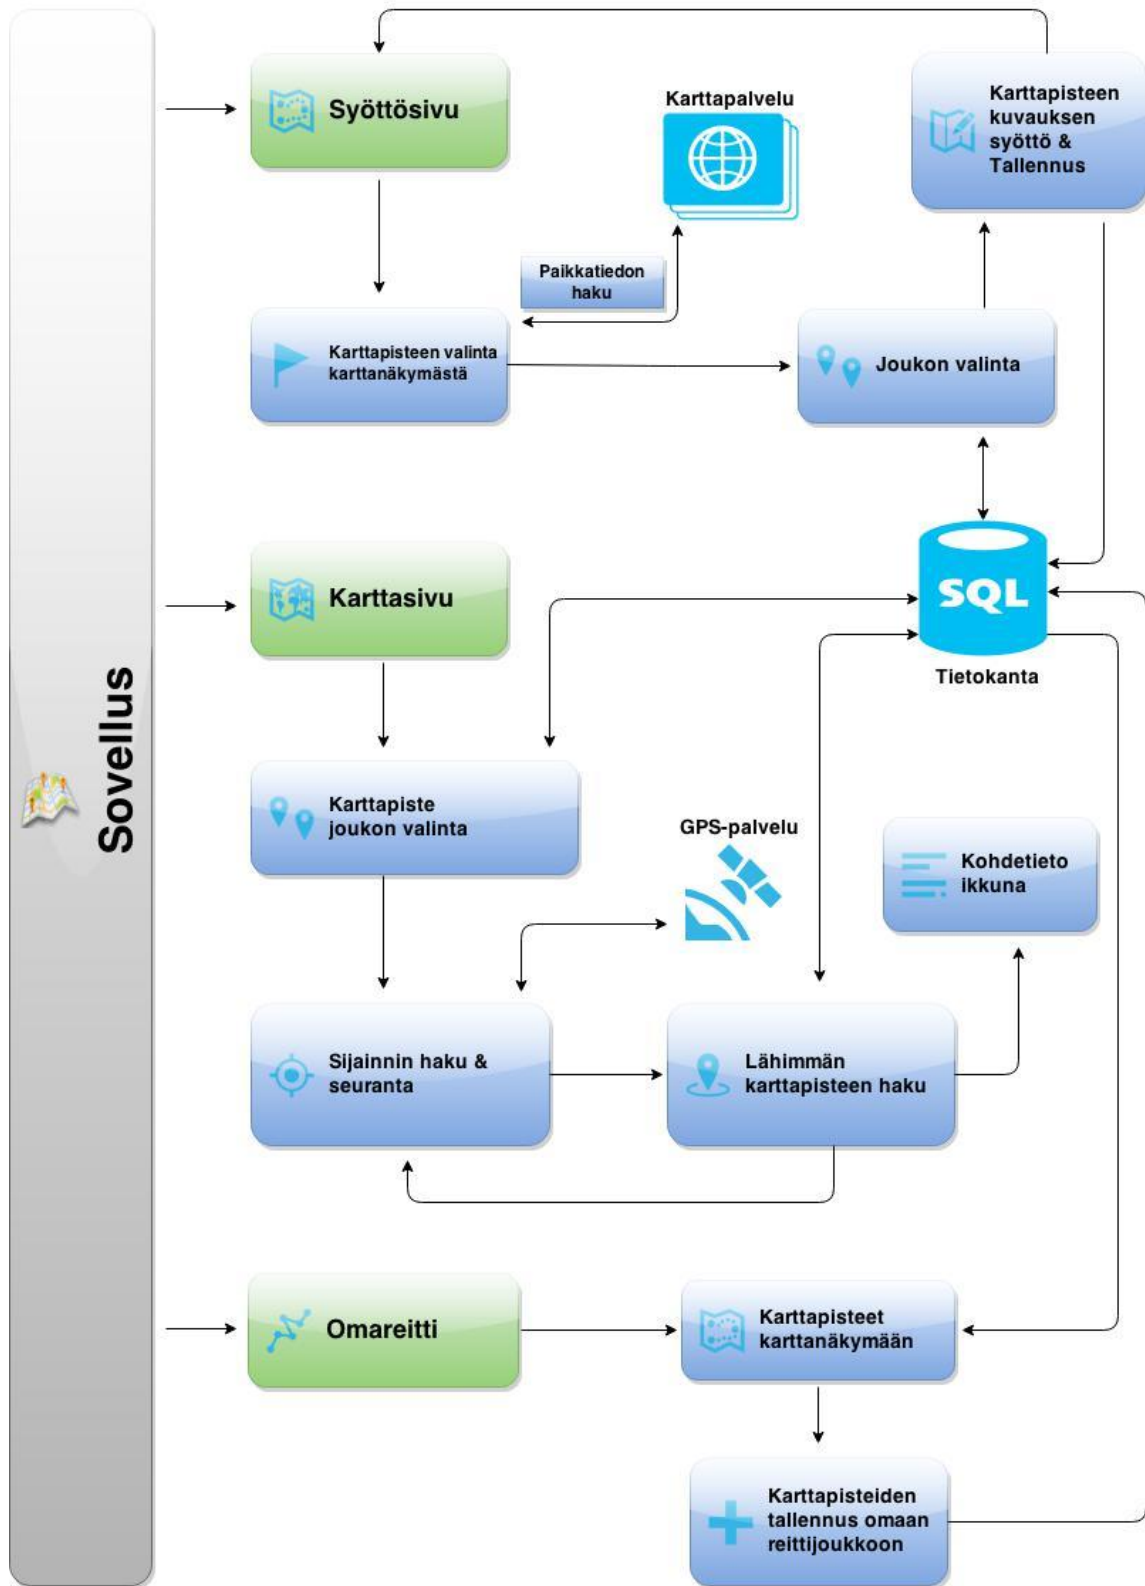 Sovellus
Syöttösivu
Karttapalvelu
Karttapisteen
kuvauksen
syöttö &
Tallennus
Paikkatiedon
haku
Karttapisteen valinta
karttanäkymästä
Joukon valinta
Karttasivu
SQL
Tietokanta
Karttapiste
joukon valinta
GPS-palvelu
Kohdetieto
ikkuna
Sijainnin haku &
seuranta
Lähimmän
karttapisteen haku
Omareitti
Karttapisteet
karttanäkymään
Karttapisteiden
tallennus omaan
reittijoukkoon